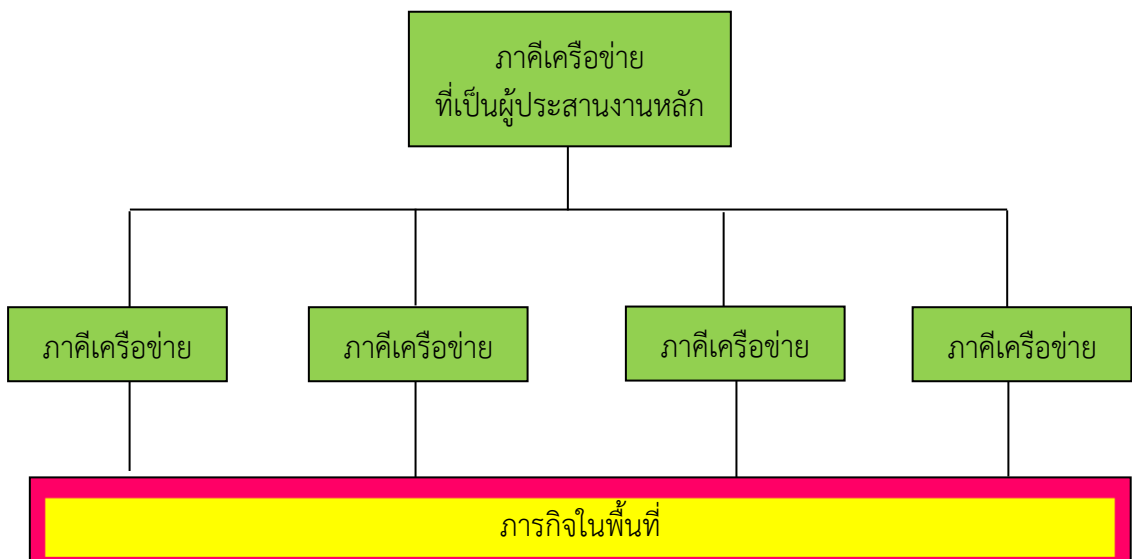 ภาคีเครือข่าย
ที่เป็นผู้ประสานงานหลัก
ภาคีเครือข่าย
ภาคีเครือข่าย
ภาคีเครือข่าย
ภาคีเครือข่าย
ภารกิจในพื้นที่